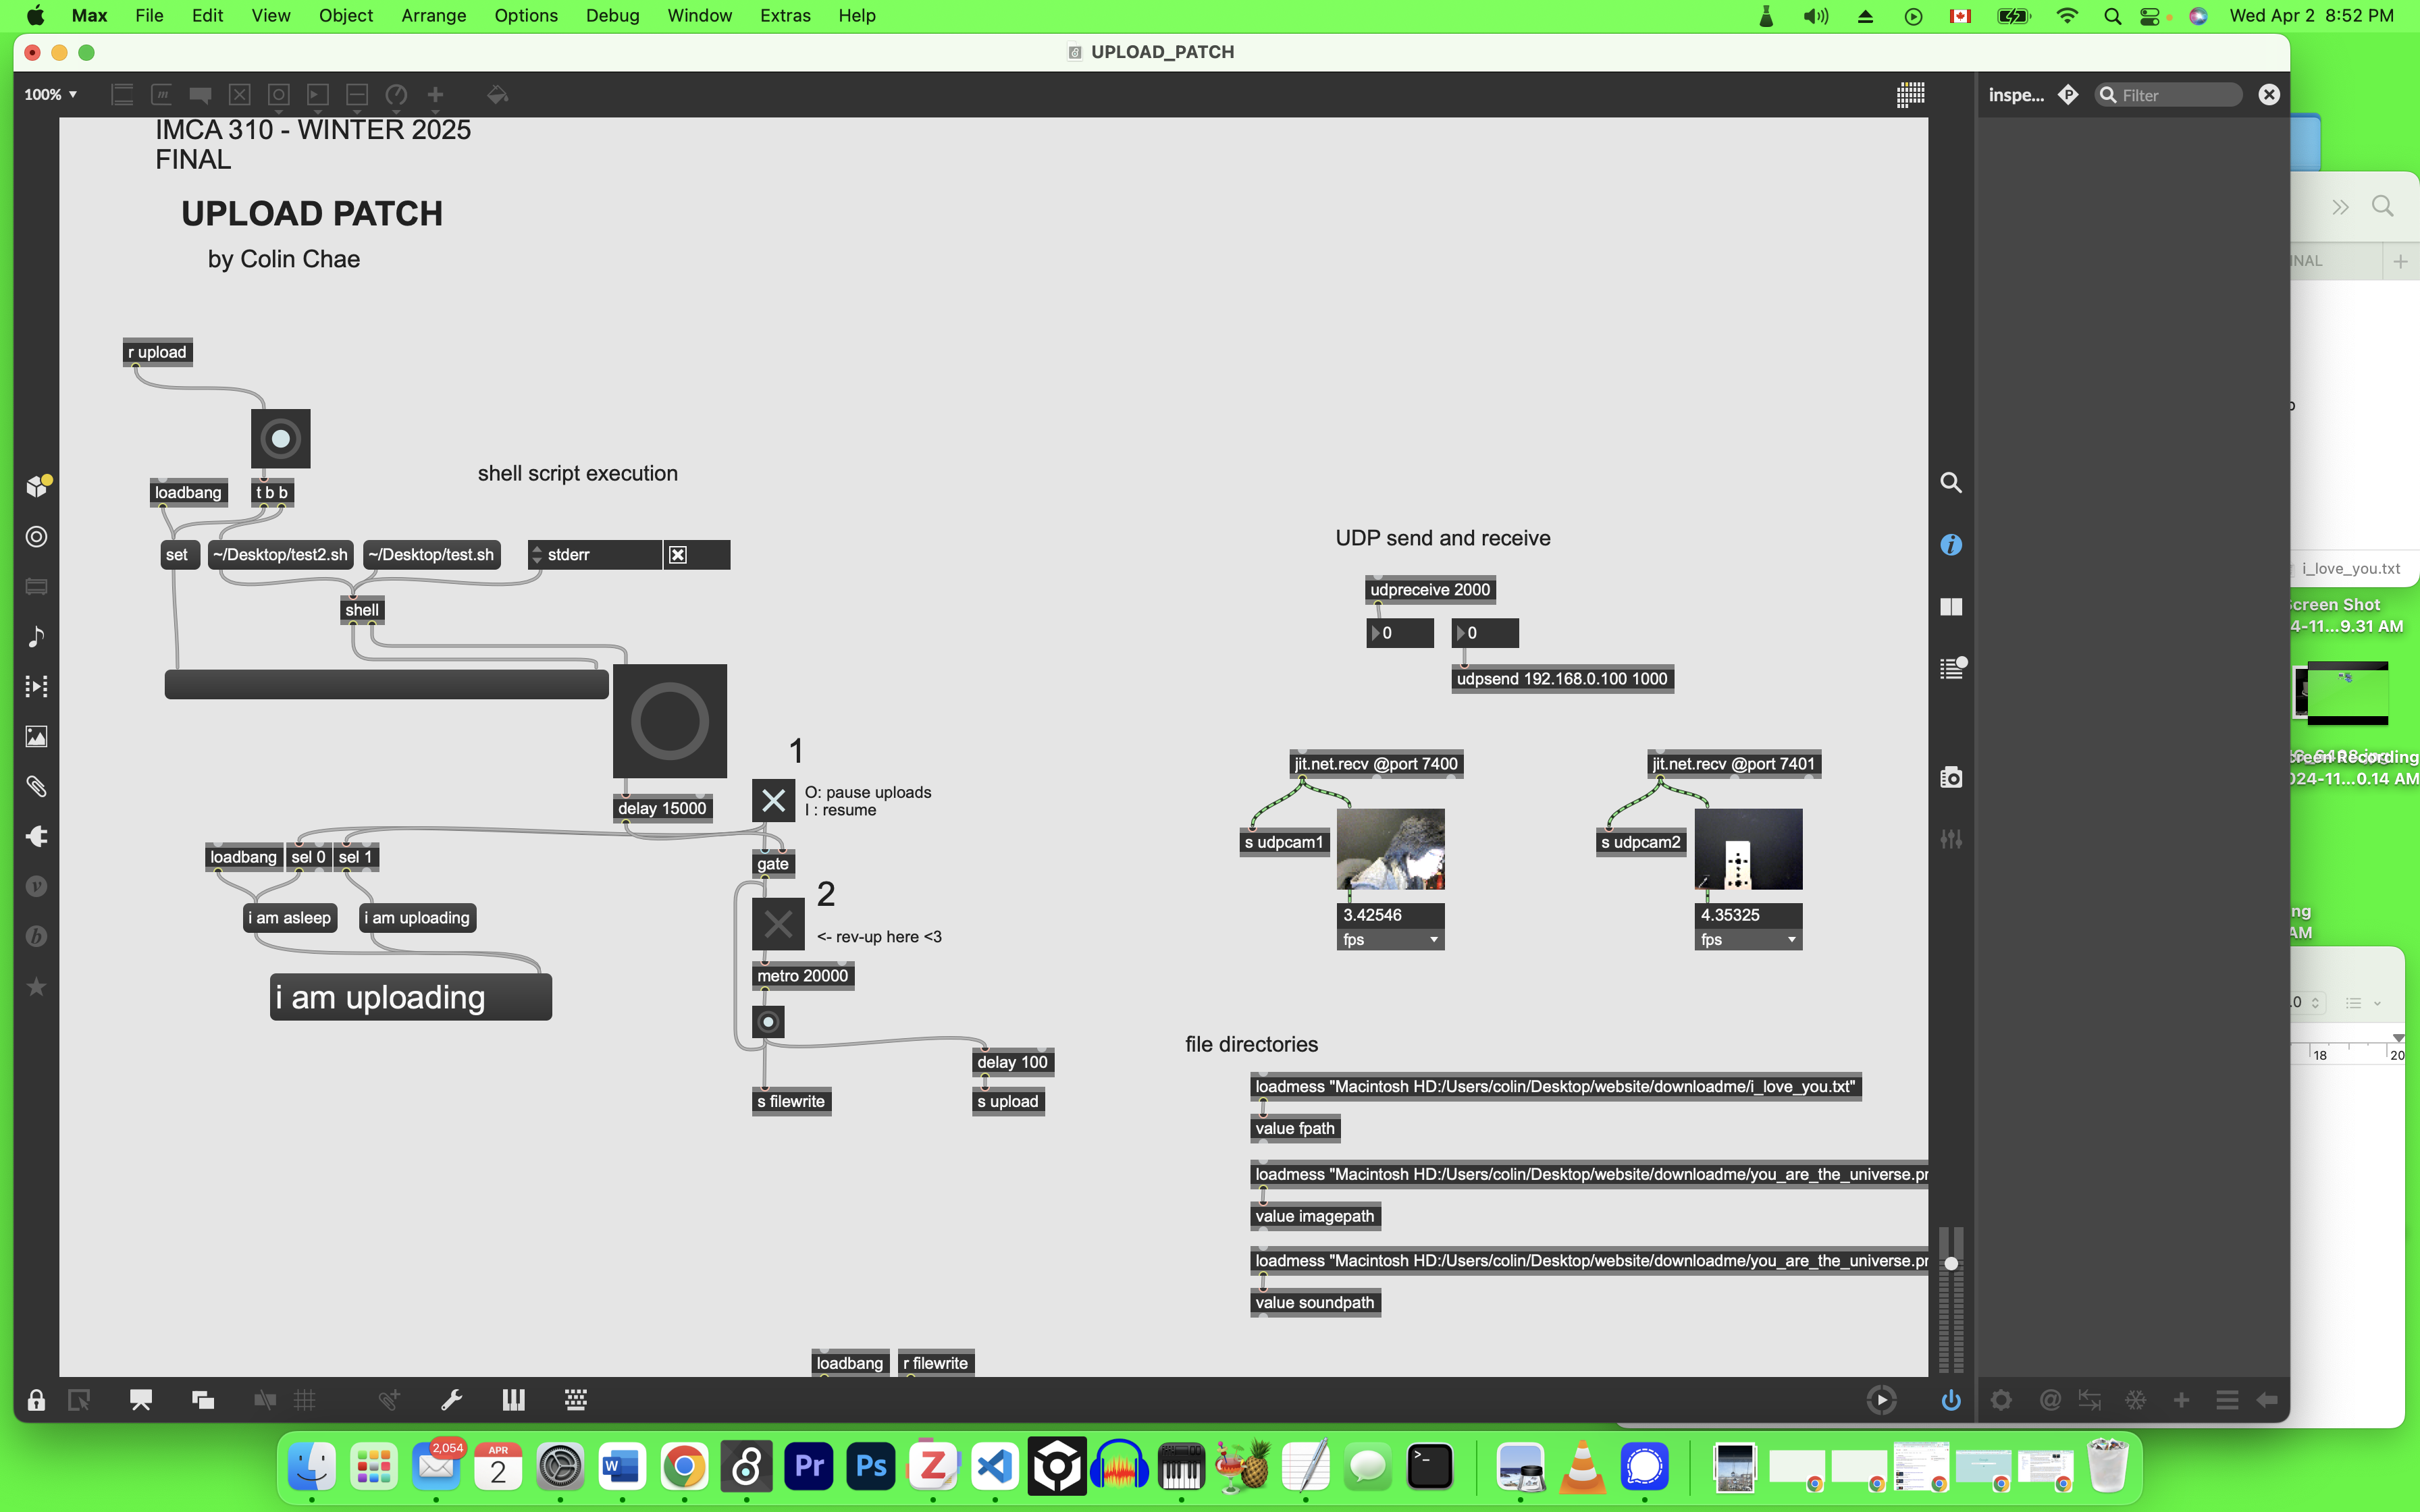 Max File Edit View Object Arrange Options Debug Window Extras Help
Wed Apr 2 8:52 PM
UPLOAD_PATCH
100%
inspe...
Filter
IMCA 310 - WINTER 2025
FINAL
UPLOAD PATCH
by Colin Chae
r upload
loadbang
t b b
shell script execution
set
~/Desktop/test2.sh
~/Desktop/test.sh
stderr
shell
1
O: pause uploads
I : resume
delay 15000
loadbang
sel 0
sel 1
gate
2
i am asleep
i am uploading
<- rev-up here <3
metro 20000
i am uploading
delay 100
s filewrite
s upload
UDP send and receive
udpreceive 2000
0
0
udpsend 192.168.0.100 1000
jit.net.recv @port 7400
jit.net.recv @port 7401
s udpcam1
s udpcam2
3.42546
fps
4.35325
fps
file directories
loadmess "Macintosh HD:/Users/colin/Desktop/website/downloadme/i_love_you.txt"
value fpath
loadmess "Macintosh HD:/Users/colin/Desktop/website/downloadme/you_are_the_universe.pr
value imagepath
loadmess "Macintosh HD:/Users/colin/Desktop/website/downloadme/you_are_the_universe.pr
value soundpath
loadbang
r filewrite
INAL
i_love_you.txt
Screen Shot
4-11...9.31 AM
creen Recording
024-11...0.14 AM
ng
AM
.0
18
20
2,054
APR
2
W
Pr
Ps
Z